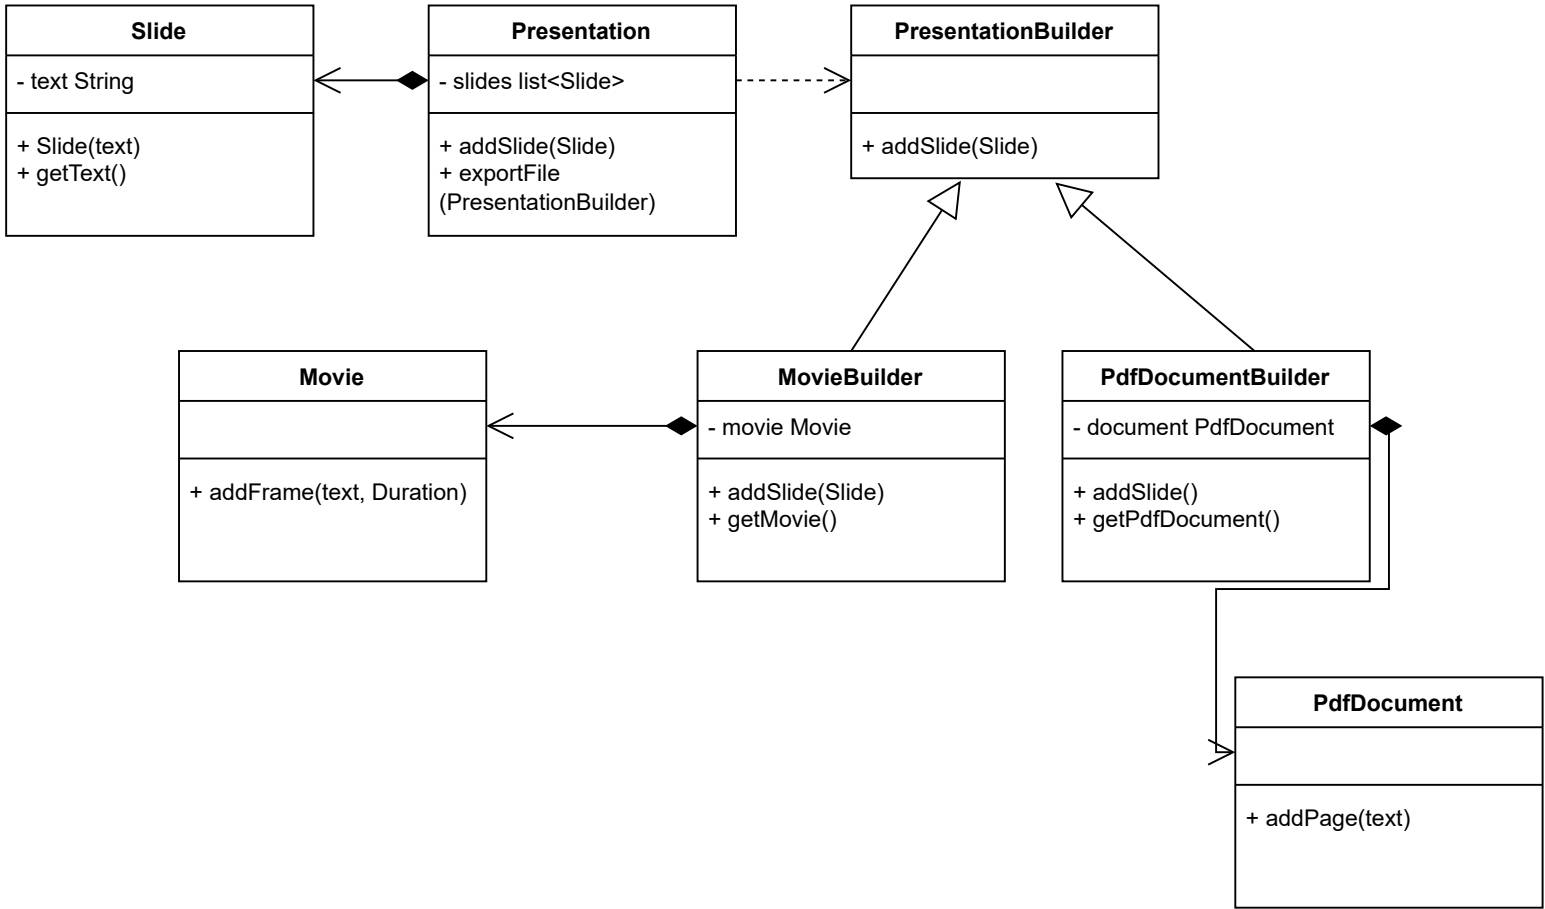 Slide
- text String
+ Slide(text)
+ getText()
Presentation
- slides list<Slide>
+ addSlide(Slide)
+ exportFile
(PresentationBuilder)
PresentationBuilder
+ addSlide(Slide)
Movie
+ addFrame(text, Duration)
MovieBuilder
- movie Movie
+ addSlide(Slide)
+ getMovie()
PdfDocumentBuilder
- document PdfDocument
+ addSlide()
+ getPdfDocument()
PdfDocument
+ addPage(text)